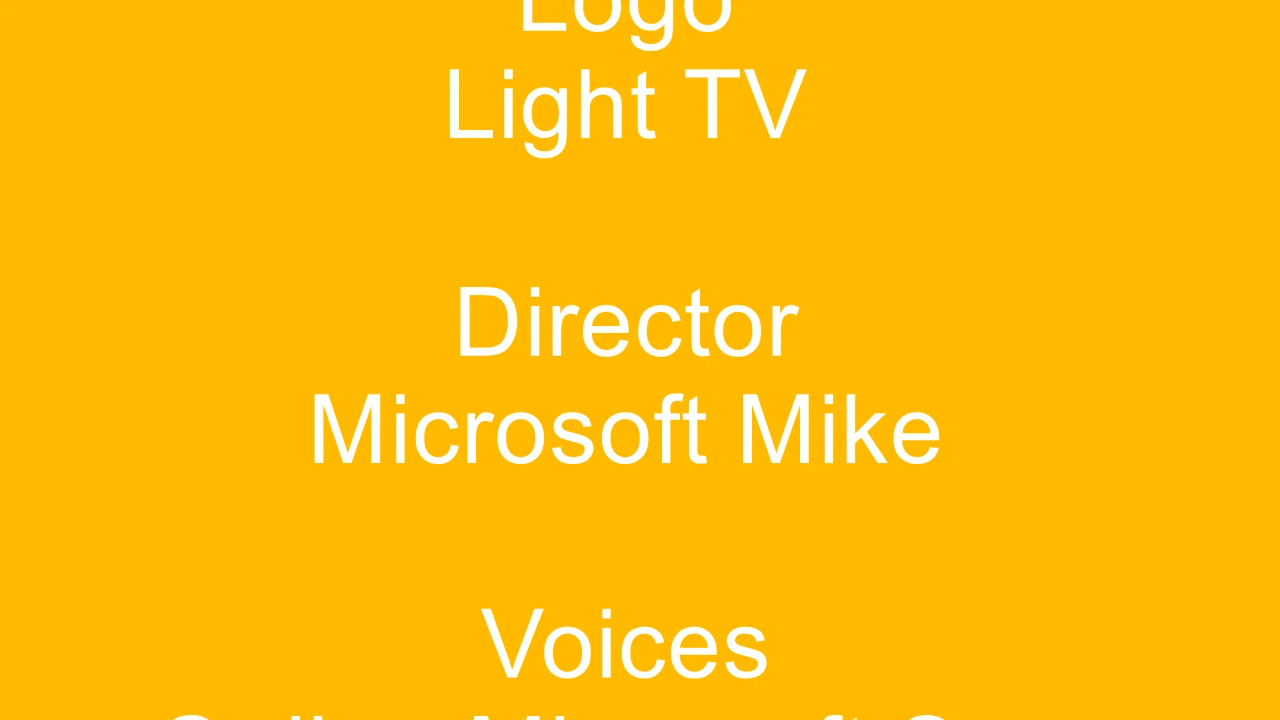 Logo
Light TV
Director
Microsoft Mike
Voices